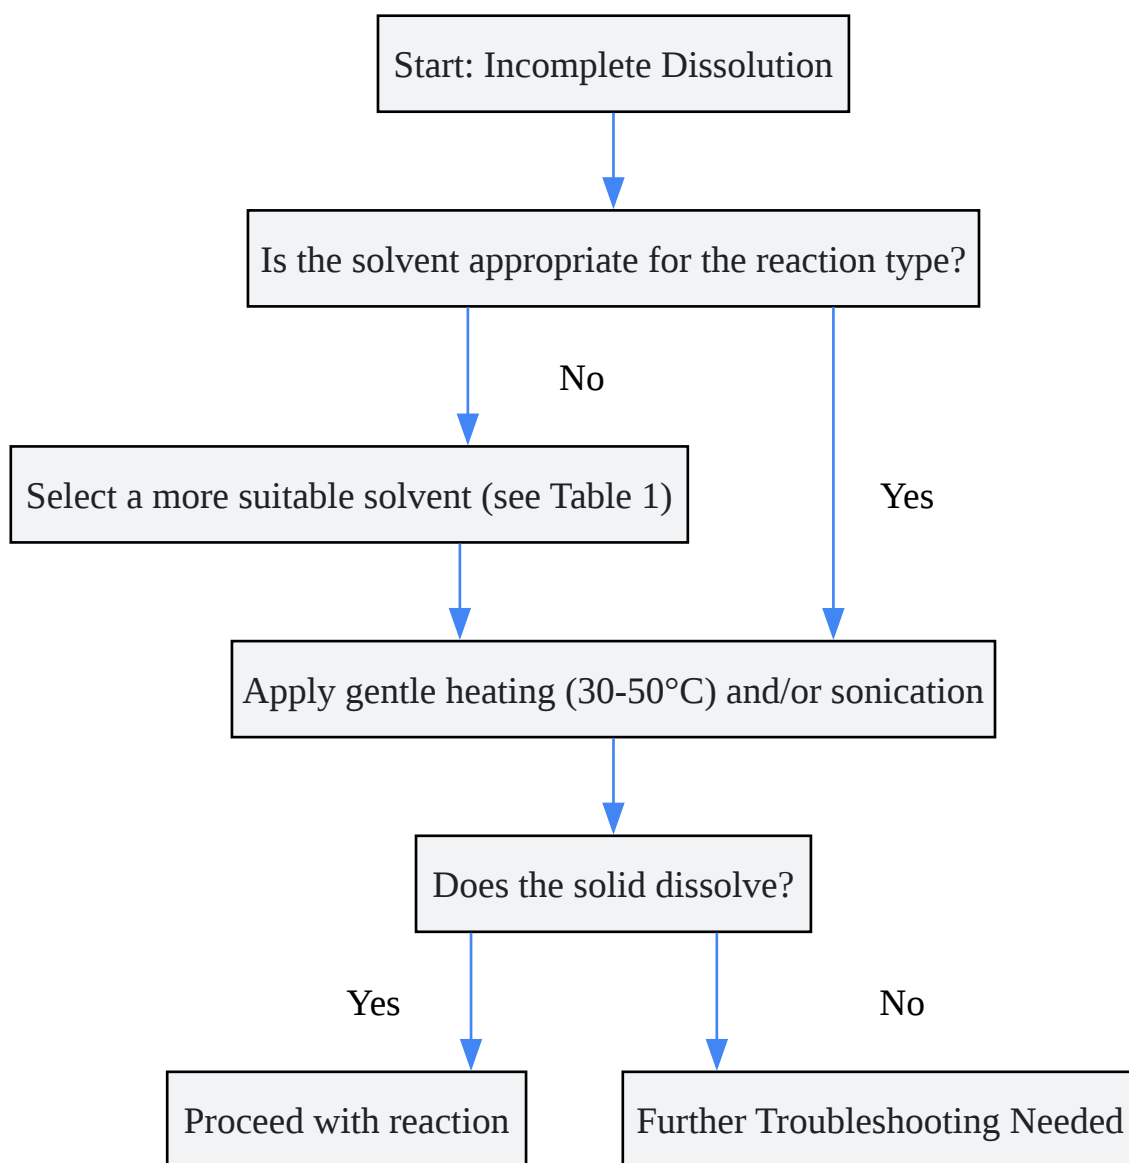 Start: Incomplete Dissolution
Is the solvent appropriate for the reaction type?
No
Select a more suitable solvent (see Table 1)
Yes
Apply gentle heating (30-50°C) and/or sonication
Does the solid dissolve?
Yes
No
Proceed with reaction
Further Troubleshooting Needed